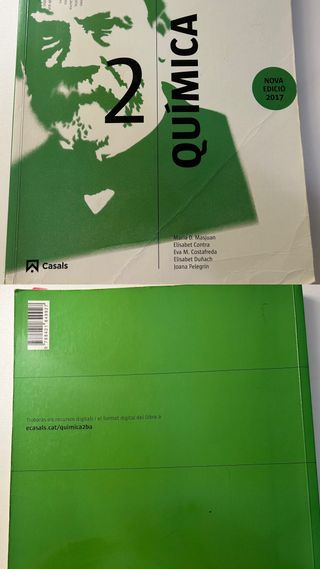 2
QUÍMICA
NOVA
EDICIÓ
2017
Maria D. Masjuan
Elisabet Contra
Eva M. Costafreda
Elisabet Duñach
Joana Pelegrín
Casals
Trobaràs els recursos digitals i el format digital del llibre a
ecasals.cat/quimica2ba